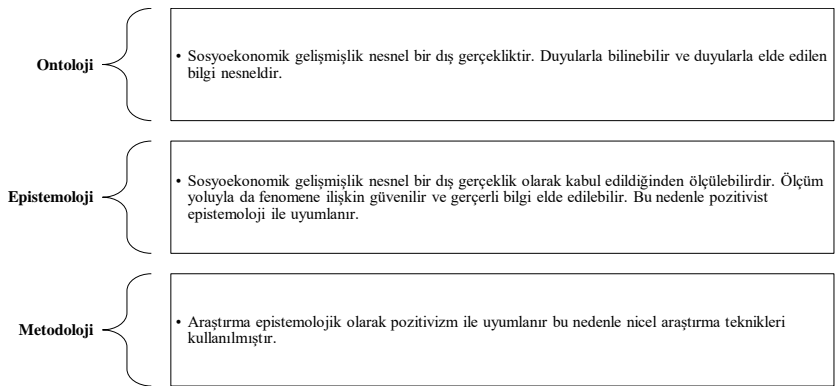 Ontoloji
• Sosyoekonomik gelişmişlik nesnel bir dış gerçekliktir. Duyularla bilinebilir ve duyularla elde edilen
bilgi nesneldir.
Epistemoloji
• Sosyoekonomik gelişmişlik nesnel bir dış gerçeklik olarak kabul edildiğinden ölçülebilirdir. Ölçüm
yoluyla da fenomene ilişkin güvenilir ve gerçerli bilgi elde edilebilir. Bu nedenle pozitivist
epistemoloji ile uyumlanır.
Metodoloji
• Araştırma epistemolojik olarak pozitivizm ile uyumlanır bu nedenle nicel araştırma teknikleri
kullanılmıştır.